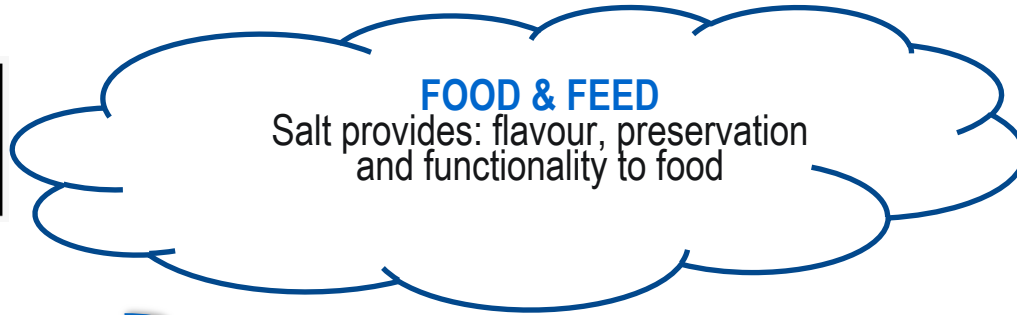 FOOD & FEED
Salt provides: flavour, preservation
and functionality to food